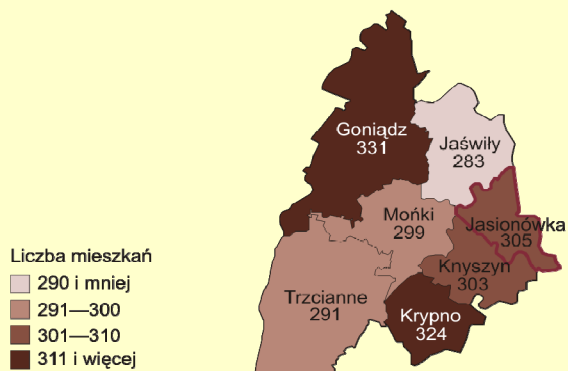 Goniądz
331
Jaświły
283
Mońki
299
Jasionówka
305
Knyszyn
303
Trzcianne
291
Krypno
324
Liczba mieszkań
290 i mniej
291—300
301—310
311 i więcej